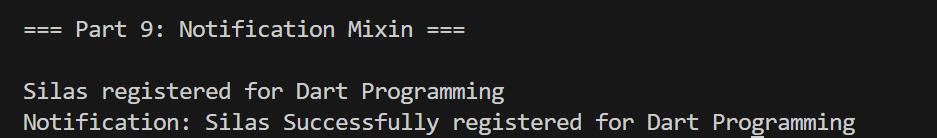 === Part 9: Notification Mixin ===
Silas registered for Dart Programming
Notification: Silas Successfully registered for Dart Programming